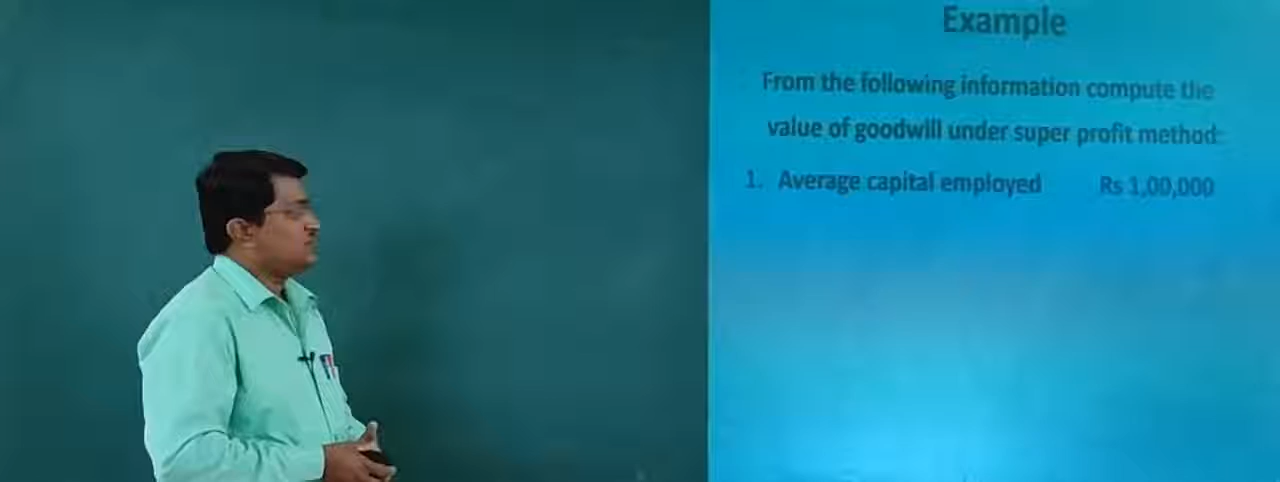 Example
From the following information compute the
value of goodwill under super profit method:
1. Average capital employed Rs 1,00,000